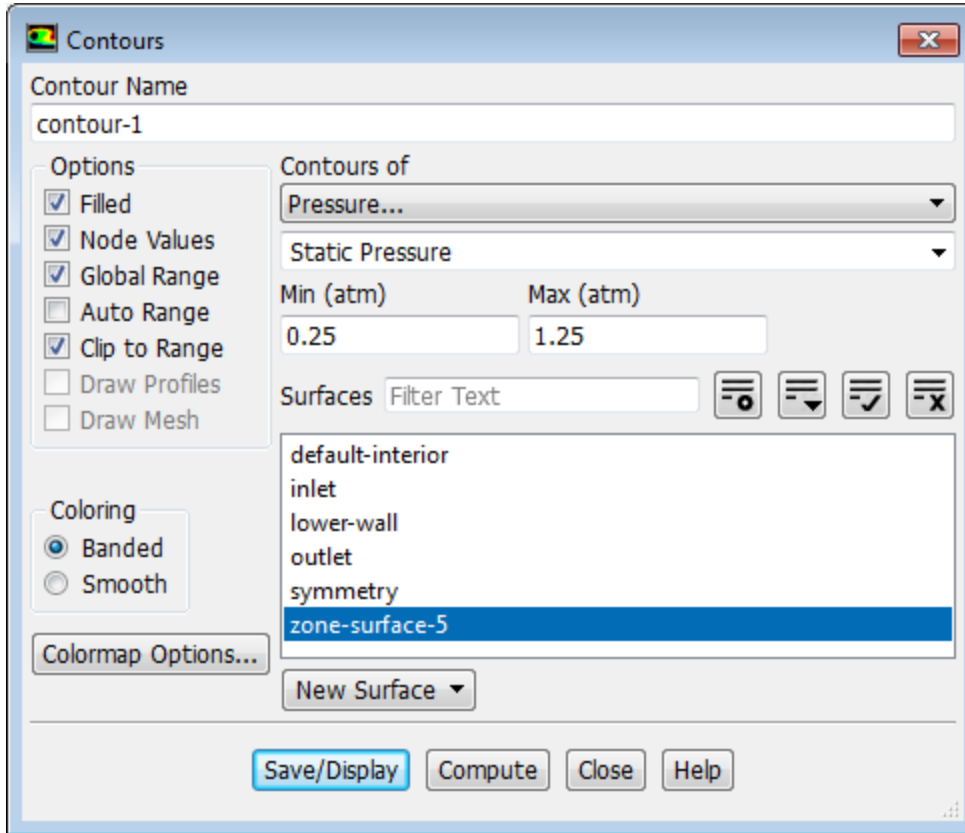 Contours
Contour Name
contour-1
Options
Filled
Node Values
Global Range
Auto Range
Clip to Range
Draw Profiles
Draw Mesh
Coloring
Banded
Smooth
Colormap Options...
Contours of
Pressure...
Static Pressure
Min (atm) Max (atm)
0.25 1.25
Surfaces Filter Text
default-interior
inlet
lower-wall
outlet
symmetry
zone-surface-5
New Surface
Save/Display Compute Close Help